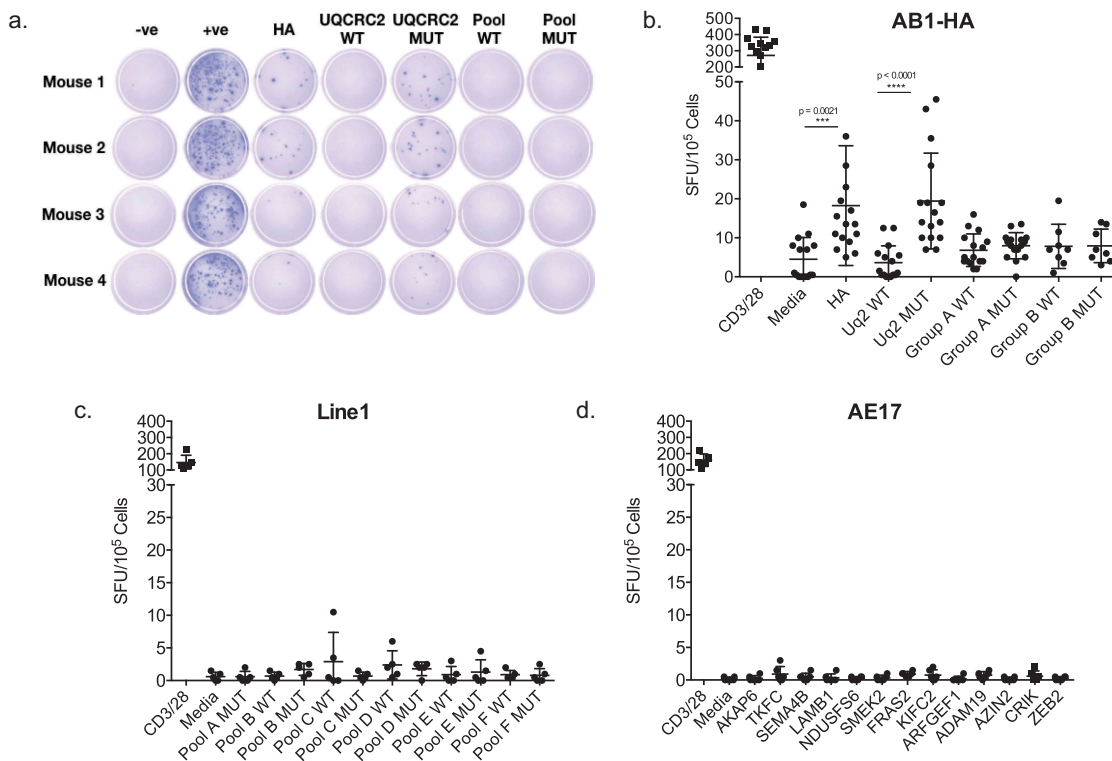 a.
-ve +ve HA UQCRC2 WT UQCRC2 MUT Pool WT Pool MUT
Mouse 1
Mouse 2
Mouse 3
Mouse 4
b.
AB1-HA
500
400
300
200
50
40
30
20
10
0
SFU/10⁵ Cells
p = 0.0021
***
p < 0.0001
****
CD3/28
Media
HA
Uq2 WT
Uq2 MUT
Group A WT
Group A MUT
Group B WT
Group B MUT
c.
Line1
400
300
200
100
30
25
20
15
10
5
0
SFU/10⁵ Cells
CD3/28
Media
Pool A MUT
Pool B WT
Pool B MUT
Pool C WT
Pool C MUT
Pool D WT
Pool D MUT
Pool E WT
Pool E MUT
Pool F WT
Pool F MUT
d.
AE17
400
300
200
100
30
25
20
15
10
5
0
SFU/10⁵ Cells
CD3/28
Media
AKAP6
TKFC
SEMA4B
LAMB1
NDUSFS6
SMEK2
FRAS2
KIFC2
ARFGEF1
ADAM19
AZIN2
CRIK
ZEB2